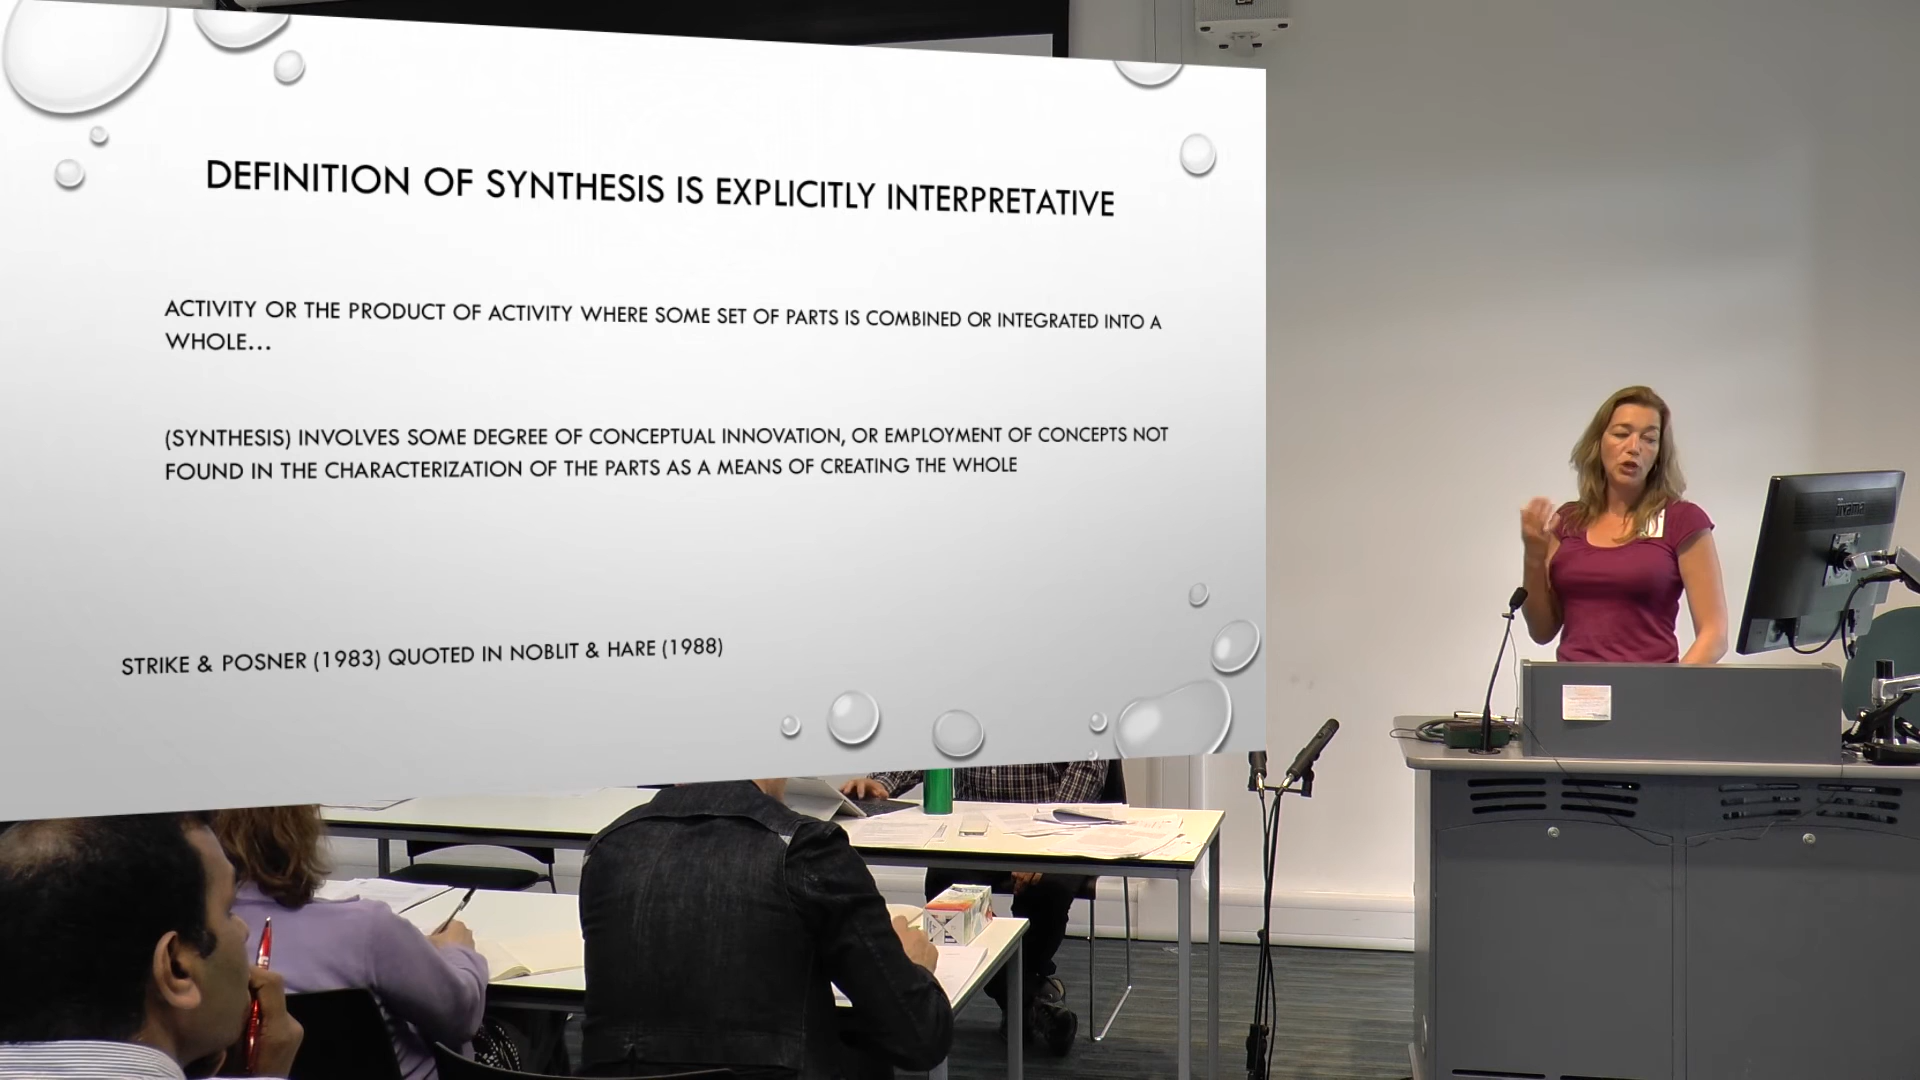 DEFINITION OF SYNTHESIS IS EXPLICITLY INTERPRETATIVE
ACTIVITY OR THE PRODUCT OF ACTIVITY WHERE SOME SET OF PARTS IS COMBINED OR INTEGRATED INTO A
WHOLE...
(SYNTHESIS) INVOLVES SOME DEGREE OF CONCEPTUAL INNOVATION, OR EMPLOYMENT OF CONCEPTS NOT
FOUND IN THE CHARACTERIZATION OF THE PARTS AS A MEANS OF CREATING THE WHOLE
STRIKE & POSNER (1983) QUOTED IN NOBLIT & HARE (1988)
iiyama